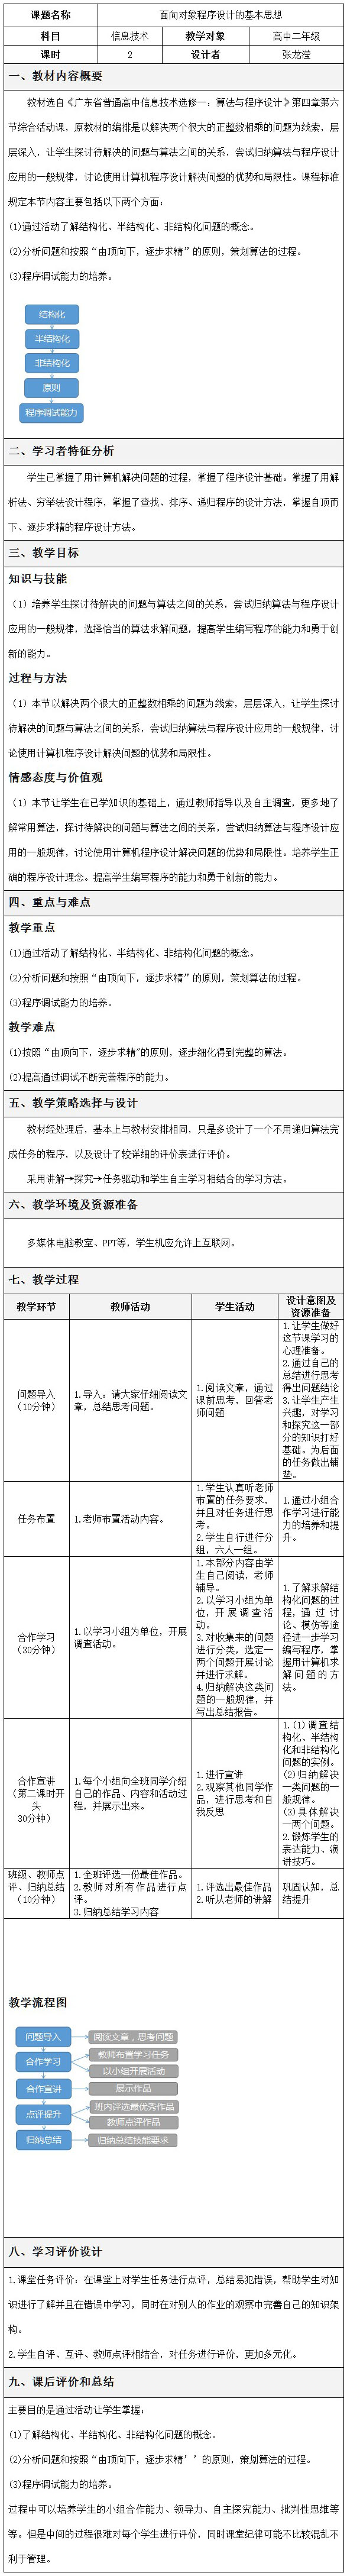 课题名称 面向对象程序设计的基本思想
科目 信息技术 教学对象 高中二年级
课时 2 设计者 张龙滢
一、教材内容概要
教材选自《广东省普通高中信息技术选修一：算法与程序设计》第四章第六
节综合活动课，原教材的编排是以解决两个很大的正整数相乘的问题为线索，层
层深入，让学生探讨待解决的问题与算法之间的关系，尝试归纳算法与程序设计
应用的一般规律，讨论使用计算机程序设计解决问题的优势和局限性。课程标准
规定本节内容主要包括以下两个方面：
(1)通过活动了解结构化、半结构化、非结构化问题的概念。
(2)分析问题和按照“由顶向下，逐步求精”的原则，策划算法的过程。
(3)程序调试能力的培养。
结构化
半结构化
非结构化
原则
程序调试能力
二、学习者特征分析
学生已掌握了用计算机解决问题的过程，掌握了程序设计基础。掌握了用解
析法、穷举法设计程序，掌握了查找、排序、递归程序的设计方法，掌握自顶而
下、逐步求精的程序设计方法。
三、教学目标
知识与技能
（1）培养学生探讨待解决的问题与算法之间的关系，尝试归纳算法与程序设计
应用的一般规律，选择恰当的算法求解问题，提高学生编写程序的能力和勇于创
新的能力。
过程与方法
（1）本节以解决两个很大的正整数相乘的问题为线索，层层深入，让学生探讨
待解决的问题与算法之间的关系，尝试归纳算法与程序设计应用的一般规律，讨
论使用计算机程序设计解决问题的优势和局限性。
情感态度与价值观
（1）本节让学生在已学知识的基础上，通过教师指导以及自主调查，更多地了
解常用算法，探讨待解决的问题与算法之间的关系，尝试归纳算法与程序设计应
用的一般规律，讨论使用计算机程序设计解决问题的优势和局限性。培养学生正
确的程序设计理念。提高学生编写程序的能力和勇于创新的能力。
四、重点与难点
教学重点
(1)通过活动了解结构化、半结构化、非结构化问题的概念。
(2)分析问题和按照“由顶向下，逐步求精”的原则，策划算法的过程。
(3)程序调试能力的培养。
教学难点
(1)按照“由顶向下，逐步求精"的原则，逐步细化得到完整的算法。
(2)提高通过调试不断完善程序的能力。
五、教学策略选择与设计
教材经处理后，基本上与教材安排相同，只是多设计了一个不用递归算法完
成任务的程序，以及设计了较详细的评价表进行评价。
采用讲解→探究→任务驱动和学生自主学习相结合的学习方法。
六、教学环境及资源准备
多媒体电脑教室、PPT等，学生机应允许上互联网。
七、教学过程
教学环节 教师活动 学生活动 设计意图及
资源准备
问题导入
（10分钟）
1.导入：请大家仔细阅读文
章，总结思考问题。
1.阅读文章，通过
课前思考，回答老
师问题
1.让学生做好
这节课学习的
心理准备。
2.通过自己的
总结进行思考
得出问题结论
3.让学生产生
兴趣，对学习
和探究这一部
分的知识打好
基础。为后面
的任务做出铺
垫。
任务布置
1.老师布置活动内容。
1.学生认真听老师
布置的任务要求，
并且对任务进行思
考。
2.学生自行进行分
组，六人一组。
1.通过小组合
作学习进行能
力的培养和提
升。
合作学习
（30分钟）
1.以学习小组为单位，开展
调查活动。
1.本部分内容由学
生自己阅读，老师
辅导。
2.以学习小组为单
位，开展调查活
动。
3.对收集来的问题
进行分类，选定一
两个问题开展讨论
并进行求解。
4.归纳解决这类问
题的一般规律，并
写出总结报告。
1.了解求解结
构化问题的过
程，通过讨
论、模仿等途
径进一步学习
编写程序，掌
握用计算机求
解问题的方
法。
合作宣讲
（第二课时开
头
30分钟）
1.每个小组向全班同学介绍
自己的作品、内容和活动过
程，并展示出来。
1.进行宣讲
2.观察其他同学作
品，进行思考和自
我反思
1.(1)调查结
构化、半结构
化和非结构化
问题的实例。
(2)归纳解决
一类问题的一
般规律。
(3)具体解决
一两个问题。
2.锻炼学生的
表达能力、演
讲技巧。
班级、教师点
评、归纳总结
（10分钟）
1.全班评选一份最佳作品。
2.教师对所有作品进行点
评。
3.归纳总结学习内容
1.评选出最佳作品
2.听从老师的讲解
巩固认知，总
结提升
教学流程图
问题导入 阅读文章，思考问题
合作学习 教师布置学习任务
以小组开展活动
合作宣讲 展示作品
点评提升 班内评选最优秀作品
教师点评作品
归纳总结 归纳总结技能要求
八、学习评价设计
1.课堂任务评价：在课堂上对学生任务进行点评，总结易犯错误，帮助学生对知
识进行了解并且在错误中学习，同时在对别人的作业的观察中完善自己的知识架
构。
2.学生自评、互评、教师点评相结合，对任务进行评价，更加多元化。
九、课后评价和总结
主要目的是通过活动让学生掌握：
(1)了解结构化、半结构化、非结构化问题的概念。
(2)分析问题和按照“由顶向下，逐步求精’’的原则，策划算法的过程。
(3)程序调试能力的培养。
过程中可以培养学生的小组合作能力、领导力、自主探究能力、批判性思维等
等。但是中间的过程很难对每个学生进行评价，同时课堂纪律可能不比较混乱不
利于管理。